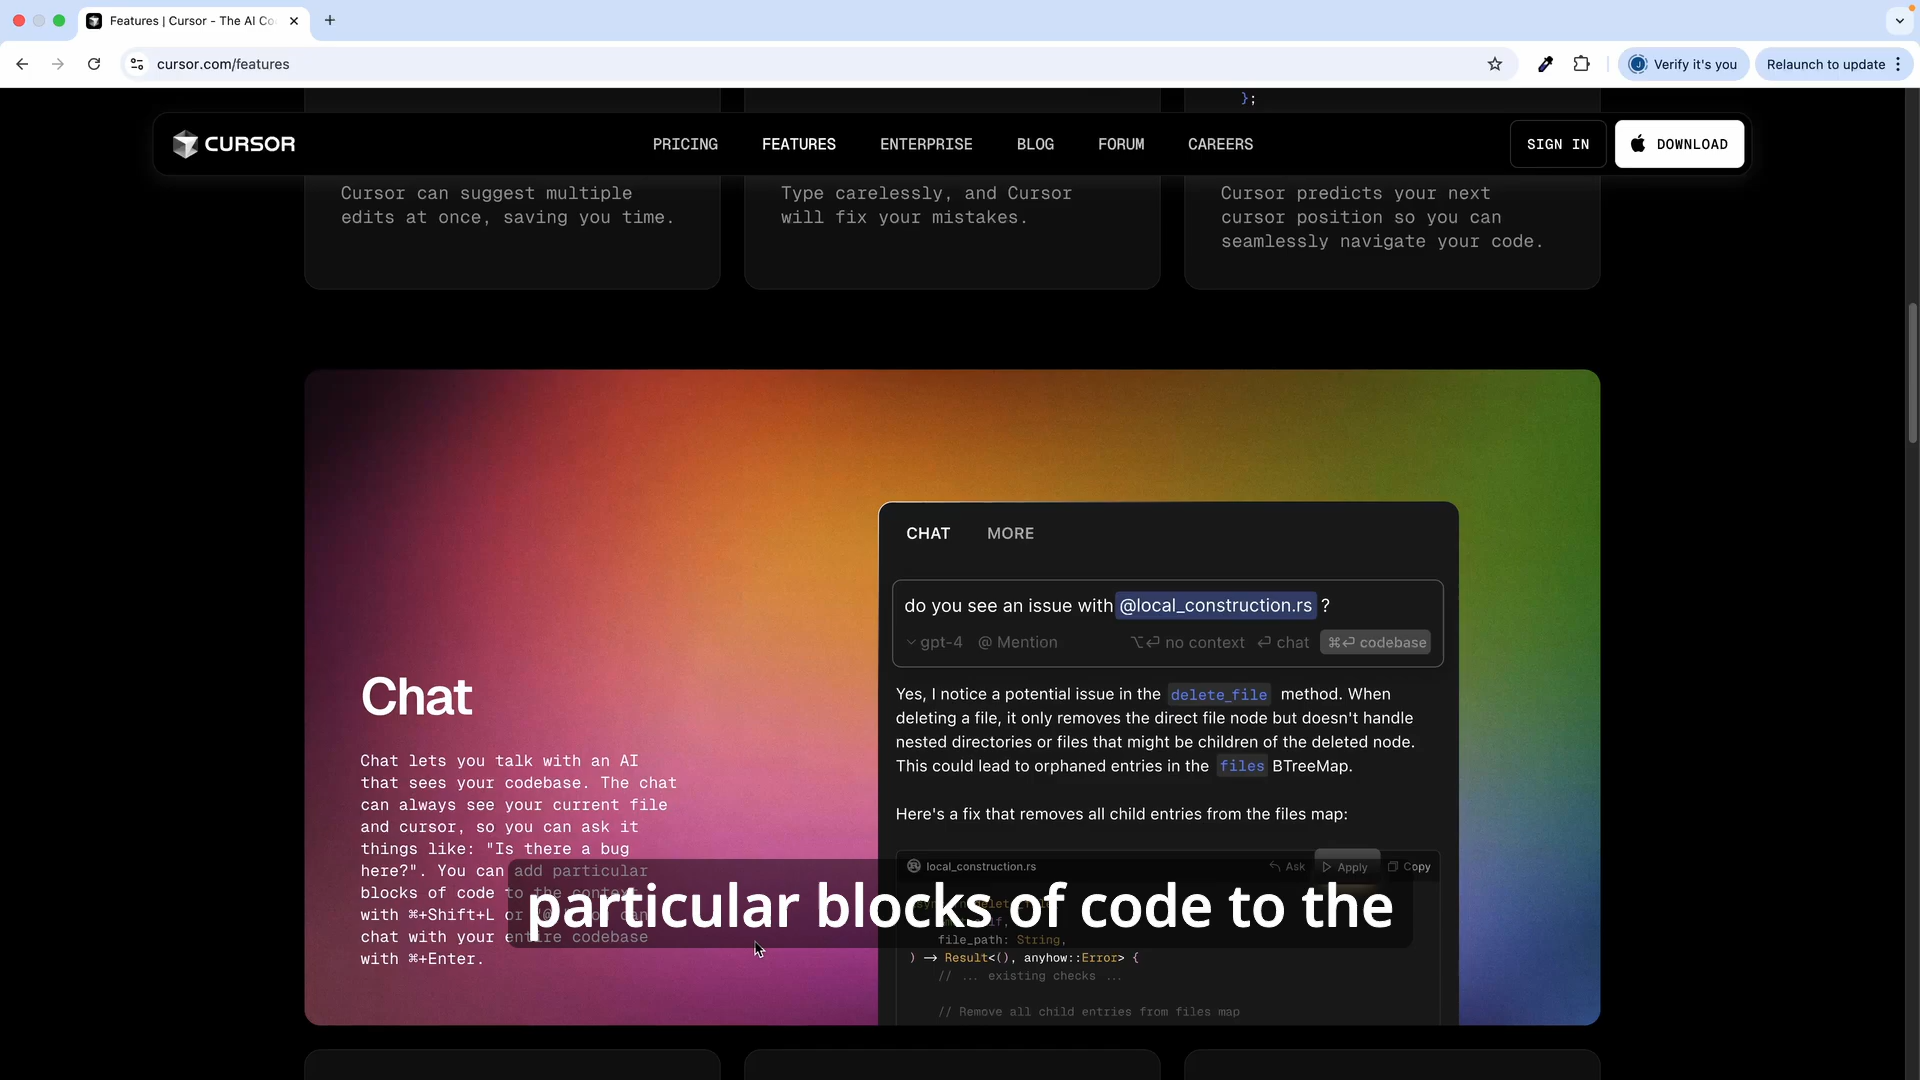 Features | Cursor - The AI Co
cursor.com/features
Verify it's you
Relaunch to update
};
CURSOR
PRICING
FEATURES
ENTERPRISE
BLOG
FORUM
CAREERS
SIGN IN
DOWNLOAD
Cursor can suggest multiple
edits at once, saving you time.
Type carelessly, and Cursor
will fix your mistakes.
Cursor predicts your next
cursor position so you can
seamlessly navigate your code.
Chat
Chat lets you talk with an AI
that sees your codebase. The chat
can always see your current file
and cursor, so you can ask it
things like: "Is there a bug
here?". You can add particular
blocks of code to the context
with ⌘+Shift+L or "@". You can
chat with your entire codebase
with ⌘+Enter.
CHAT
MORE
do you see an issue with @local_construction.rs ?
gpt-4 @ Mention
⌥⏎ no context ⏎ chat ⌘⏎ codebase
Yes, I notice a potential issue in the delete_file method. When
deleting a file, it only removes the direct file node but doesn't handle
nested directories or files that might be children of the deleted node.
This could lead to orphaned entries in the files BTreeMap.
Here's a fix that removes all child entries from the files map:
local_construction.rs
Ask
Apply
Copy
file_path: String,
) -> Result<(), anyhow::Error> {
// ... existing checks ...
// Remove all child entries from files map
particular blocks of code to the